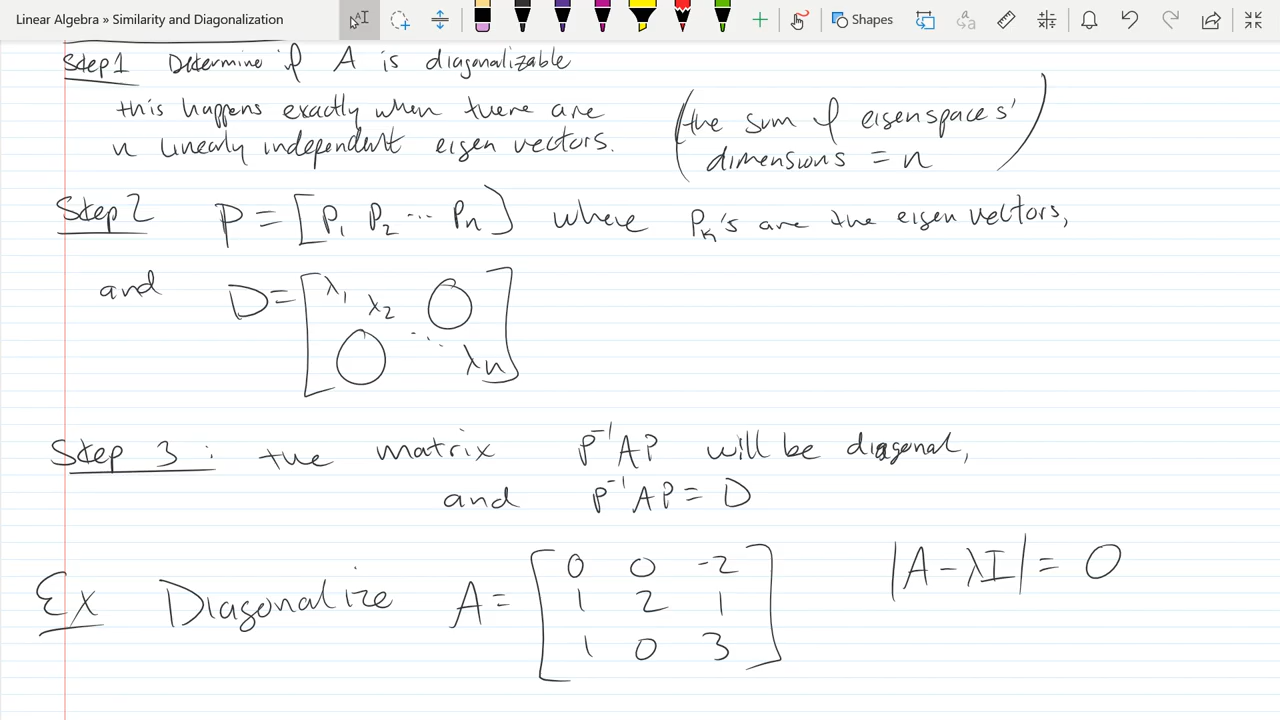 Linear Algebra » Similarity and Diagonalization
Shapes
Step 1 Determine if A is diagonalizable
this happens exactly when there are
n linearly independent eigen vectors.
(the sum of eigenspaces'
dimensions = n)
Step 2 P = [P₁ P₂ ... Pₙ] where Pₖ's are the eigen vectors,
and D = [λ₁ λ₂ 0
0 ⋱ λₙ]
Step 3 : the matrix P⁻¹AP will be diagonal,
and P⁻¹AP = D
Ex Diagonalize A = [0 0 -2
1 2 1
1 0 3]
|A - λI| = 0